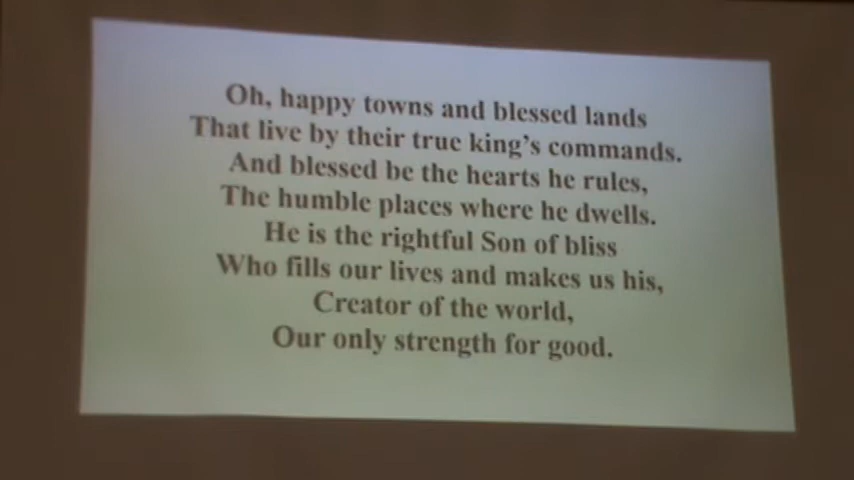 Oh, happy towns and blessed lands
That live by their true king's commands.
And blessed be the hearts he rules,
The humble places where he dwells.
He is the rightful Son of bliss
Who fills our lives and makes us his,
Creator of the world,
Our only strength for good.